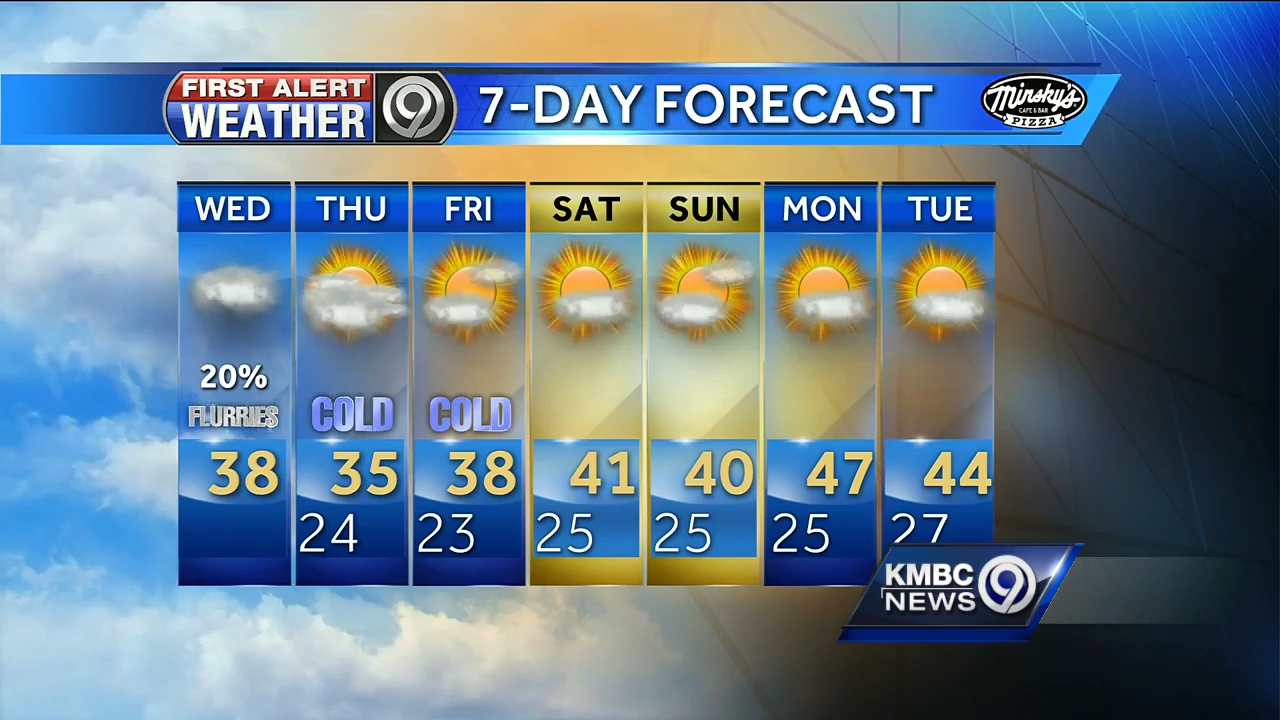 FIRST ALERT
WEATHER 9
7-DAY FORECAST
Minsky's
CAFE & BAR
PIZZA
WED THU FRI SAT SUN MON TUE
20%
FLURRIES COLD COLD
38 35 38 41 40 47 44
24 23 25 25 25 27
KMBC 9
NEWS